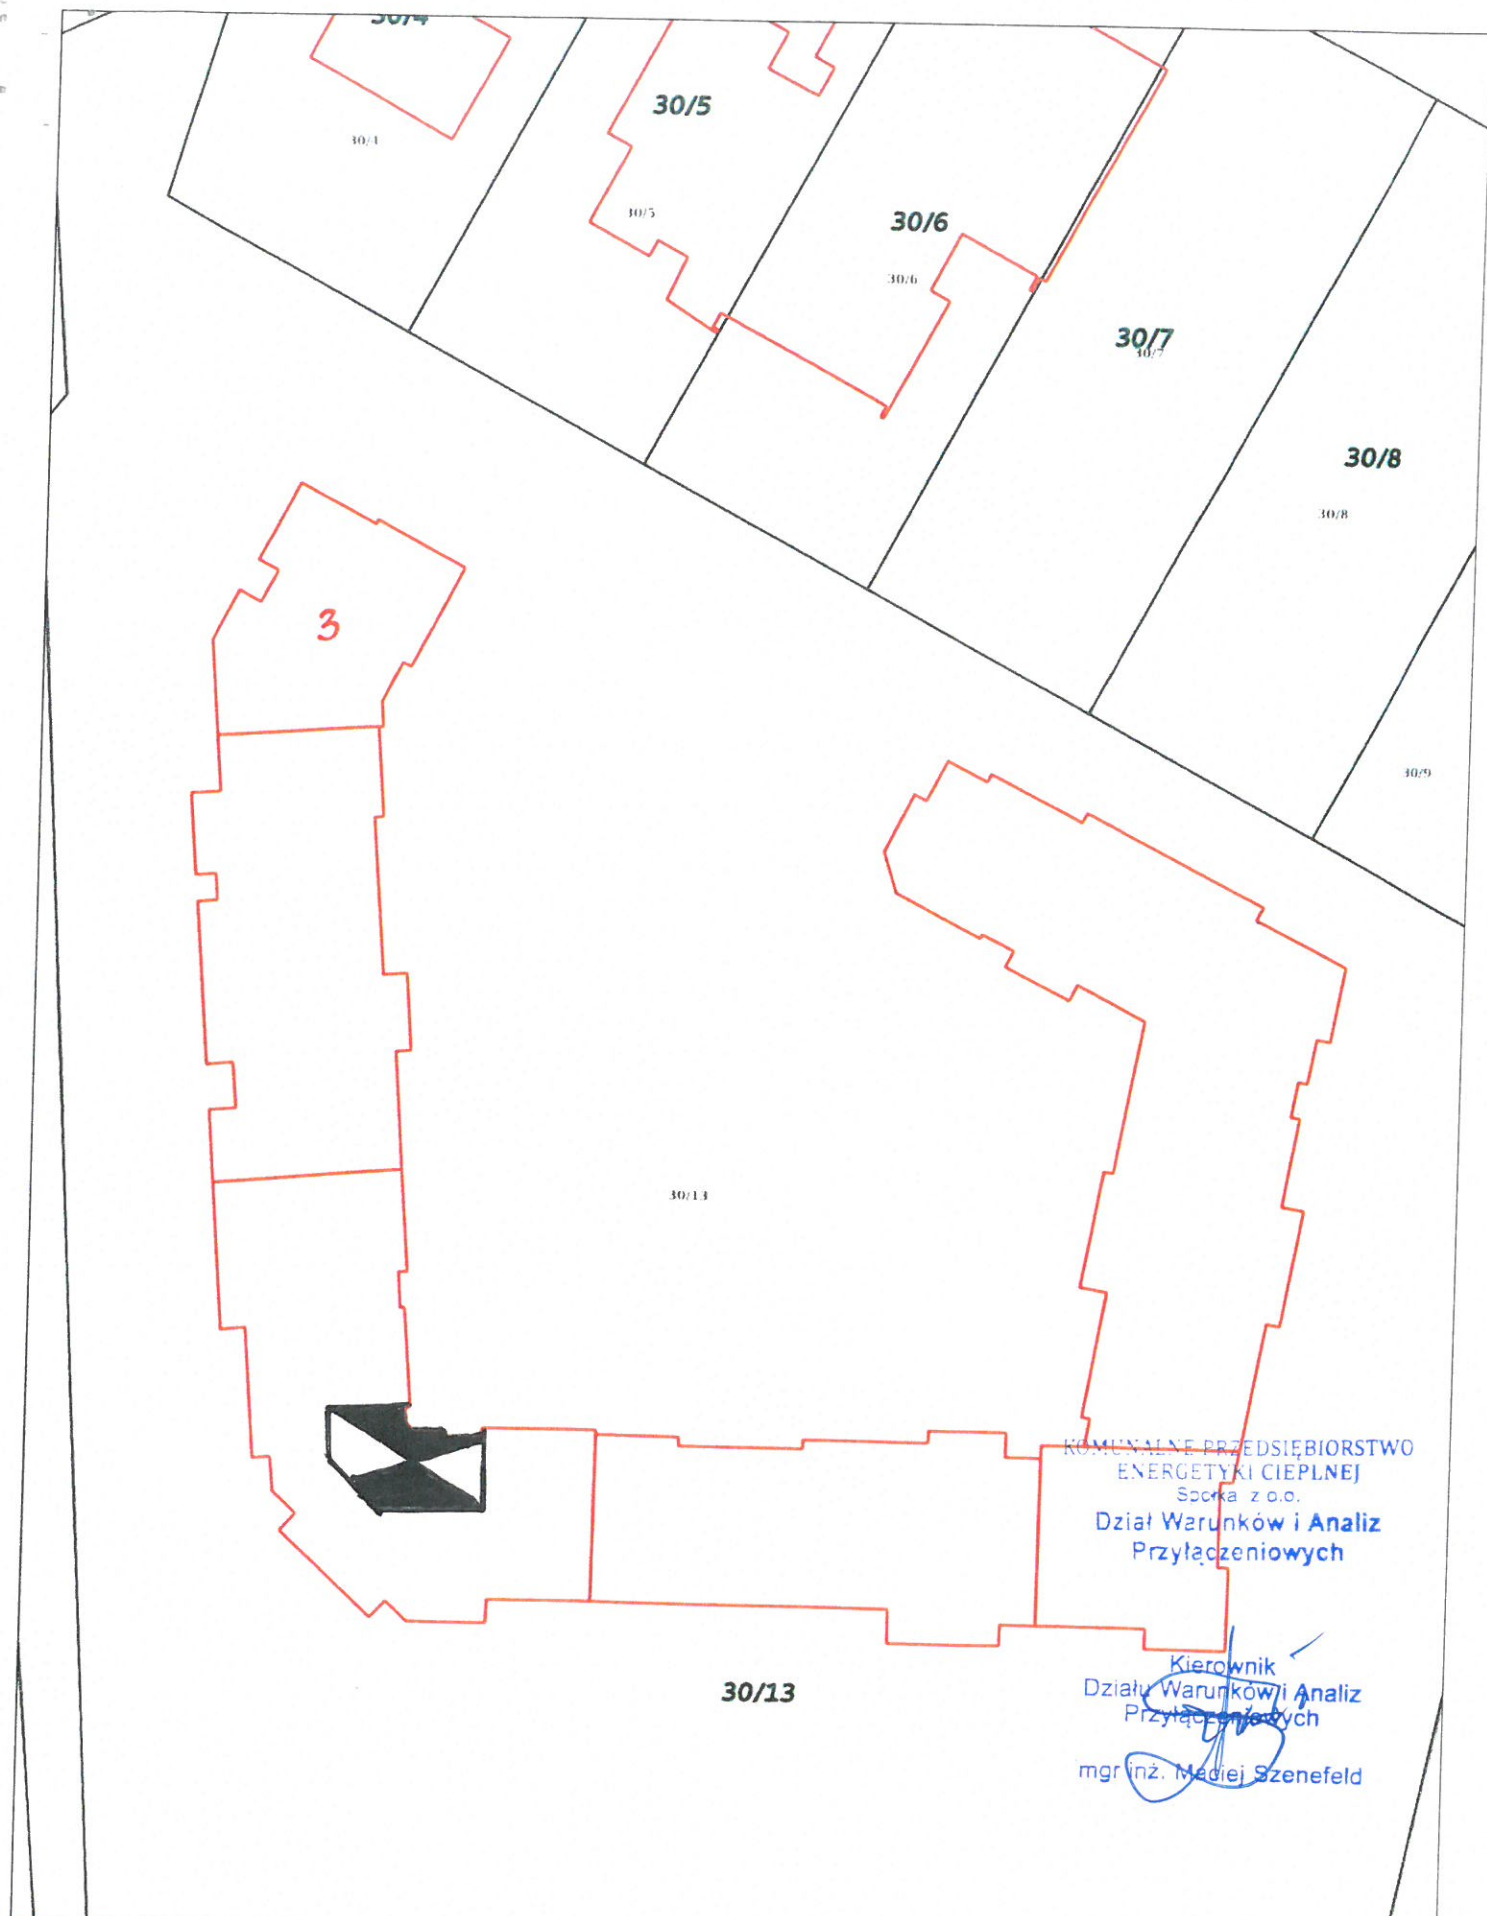 30/4
30/4
30/5
30/5
30/6
30/6
30/7
30/7
30/8
30/8
30/9
3
30/13
KOMUNALNE PRZEDSIĘBIORSTWO
ENERGETYKI CIEPLNEJ
Spółka z o.o.
Dział Warunków i Analiz
Przyłączeniowych
30/13
Kierownik
Działu Warunków i Analiz
Przyłączeniowych
mgr inż. Maciej Szenefeld